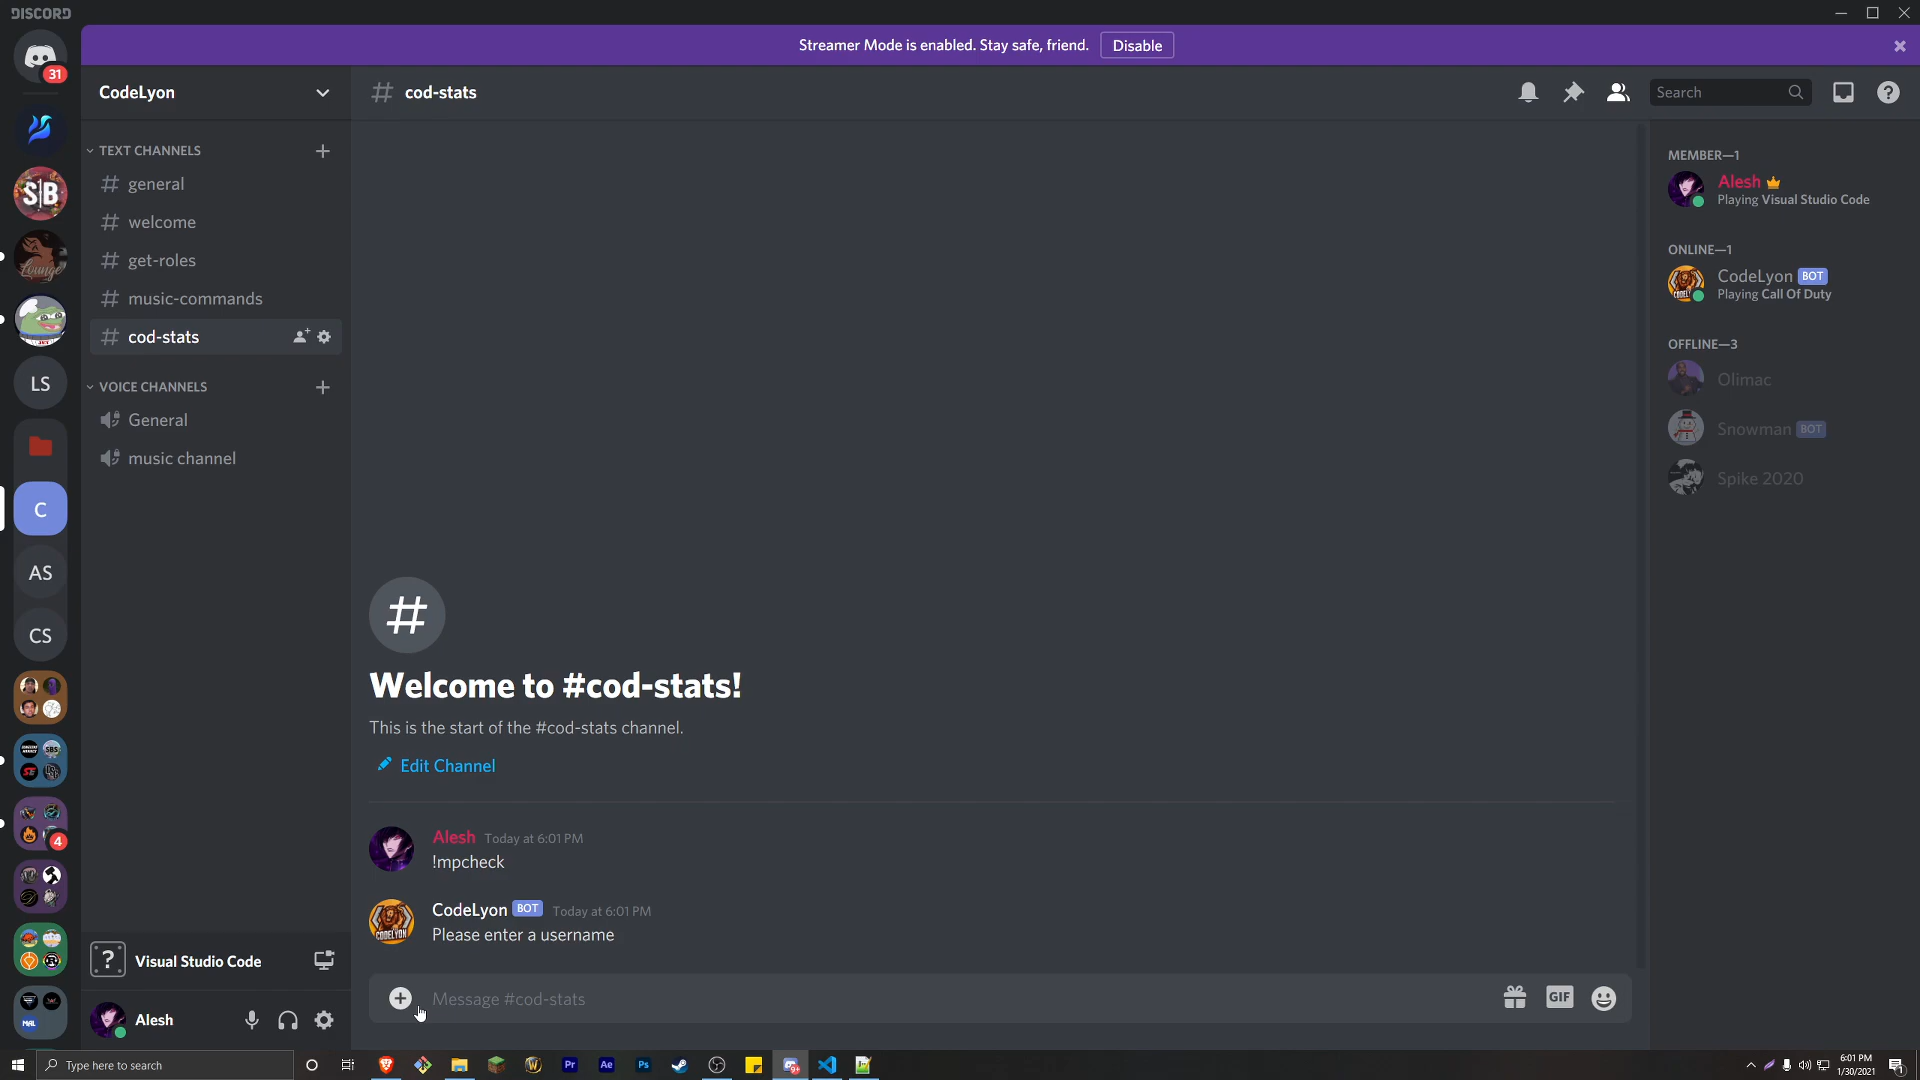 DISCORD
Streamer Mode is enabled. Stay safe, friend.
Disable
31
CodeLyon
cod-stats
Search
TEXT CHANNELS
general
welcome
get-roles
music-commands
cod-stats
VOICE CHANNELS
General
music channel
S|B
Lounge
LS
C
AS
CS
4
MEMBER—1
Alesh
Playing Visual Studio Code
ONLINE—1
CodeLyon BOT
Playing Call Of Duty
OFFLINE—3
Olimac
Snowman BOT
Spike 2020
Welcome to #cod-stats!
This is the start of the #cod-stats channel.
Edit Channel
Alesh Today at 6:01 PM
!mpcheck
CodeLyon BOT Today at 6:01 PM
Please enter a username
Message #cod-stats
GIF
Visual Studio Code
Alesh
Type here to search
Pr
Ae
Ps
6:01 PM
1/30/2021